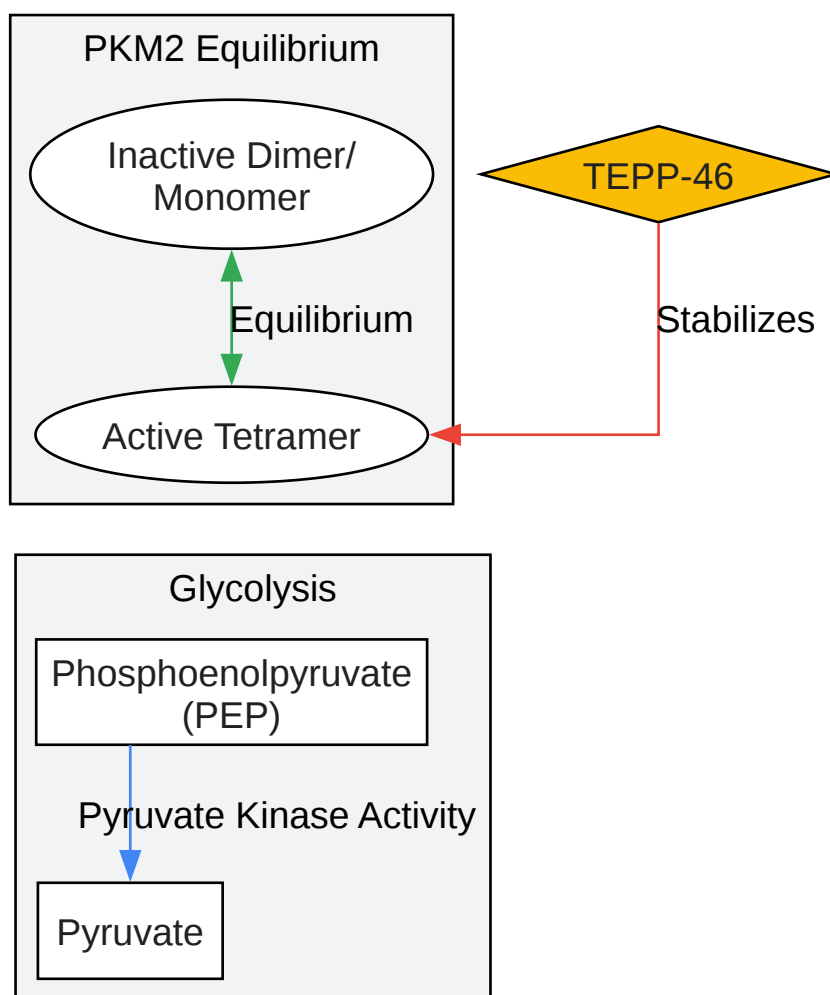 PKM2 Equilibrium
Inactive Dimer/
Monomer
TEPP-46
Equilibrium
Stabilizes
Active Tetramer
Glycolysis
Phosphoenolpyruvate
(PEP)
Pyruvate Kinase Activity
Pyruvate